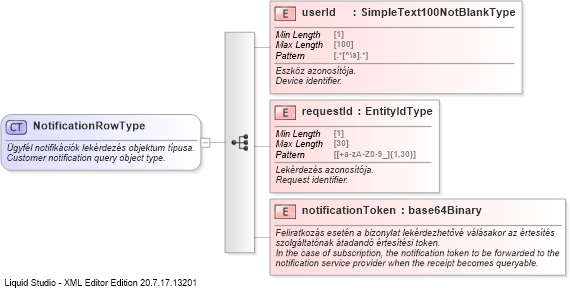 CT NotificationRowType
Ügyfél notifikációk lekérdezés objektum típusa.
Customer notification query object type.
E userId : SimpleText100NotBlankType
Min Length [1]
Max Length [100]
Pattern [.*[^\s].*]
Eszköz azonosítója.
Device identifier.
E requestId : EntityIdType
Min Length [1]
Max Length [30]
Pattern [[+a-zA-Z0-9_]{1,30}]
Lekérdezés azonosítója.
Request identifier.
E notificationToken : base64Binary
Feliratkozás esetén a bizonylat lekérdezhetővé válásakor az értesítés
szolgáltatónak átadandó értesítési token.
In the case of subscription, the notification token to be forwarded to the
notification service provider when the receipt becomes queryable.
Liquid Studio - XML Editor Edition 20.7.17.13201